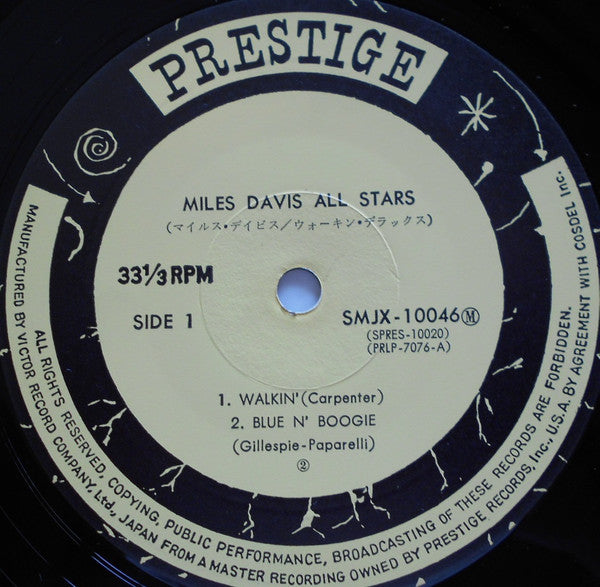 PRESTIGE
MILES DAVIS ALL STARS
(マイルス・デイビス／ウォーキン・デラックス)
33⅓ RPM
SIDE 1
SMJX-10046Ⓜ
(SPRES-10020)
(PRLP-7076-A)
1. WALKIN' (Carpenter)
2. BLUE N' BOOGIE
(Gillespie-Paparelli)
②
ALL RIGHTS RESERVED, COPYING, PUBLIC PERFORMANCE, BROADCASTING OF THESE RECORDS ARE FORBIDDEN.
MANUFACTURED BY VICTOR RECORD COMPANY, Ltd., JAPAN FROM A MASTER RECORDING OWNED BY PRESTIGE RECORDS, Inc., U.S.A. BY AGREEMENT WITH COSDEL Inc.